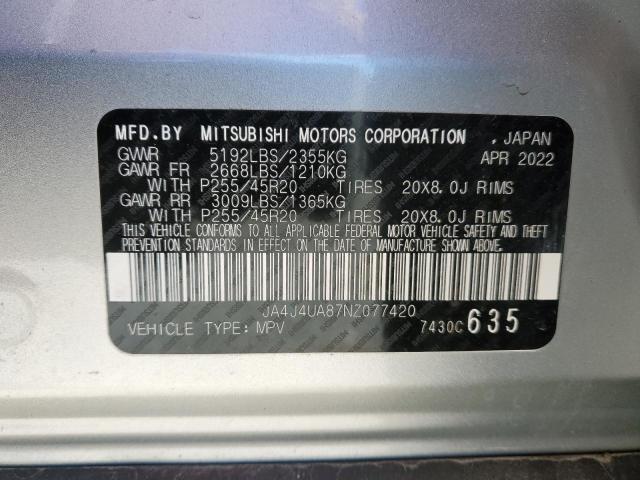 MFD.BY MITSUBISHI MOTORS CORPORATION , JAPAN
GVWR 5192LBS/2355KG APR 2022
GAWR FR 2668LBS/1210KG
WITH P255/45R20 TIRES 20X8.0J RIMS
GAWR RR 3009LBS/1365KG
WITH P255/45R20 TIRES 20X8.0J RIMS
THIS VEHICLE CONFORMS TO ALL APPLICABLE FEDERAL MOTOR VEHICLE SAFETY AND THEFT
PREVENTION STANDARDS IN EFFECT ON THE DATE OF MANUFACTURE SHOWN ABOVE.
JA4J4UA87NZ077420
VEHICLE TYPE: MPV 7430C 635